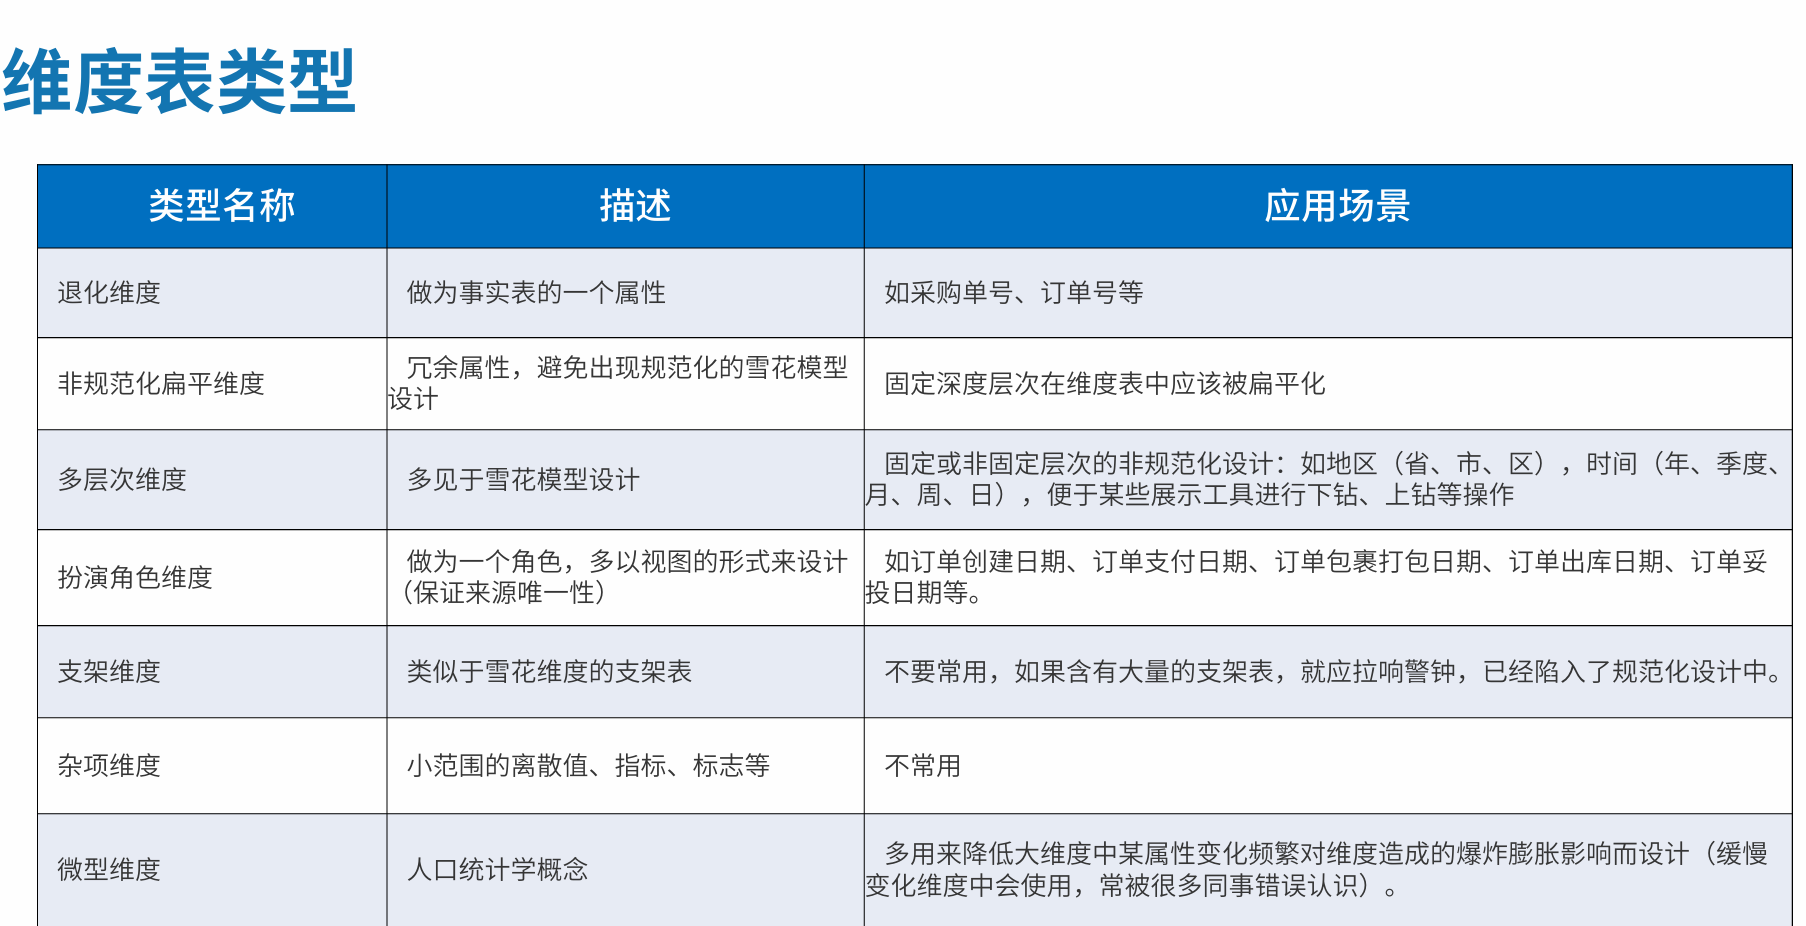 维度表类型
类型名称
描述
应用场景
退化维度
做为事实表的一个属性
如采购单号、订单号等
非规范化扁平维度
冗余属性，避免出现规范化的雪花模型
设计
固定深度层次在维度表中应该被扁平化
多层次维度
多见于雪花模型设计
固定或非固定层次的非规范化设计：如地区（省、市、区），时间（年、季度、
月、周、日），便于某些展示工具进行下钻、上钻等操作
扮演角色维度
做为一个角色，多以视图的形式来设计
（保证来源唯一性）
如订单创建日期、订单支付日期、订单包裹打包日期、订单出库日期、订单妥
投日期等。
支架维度
类似于雪花维度的支架表
不要常用，如果含有大量的支架表，就应拉响警钟，已经陷入了规范化设计中。
杂项维度
小范围的离散值、指标、标志等
不常用
微型维度
人口统计学概念
多用来降低大维度中某属性变化频繁对维度造成的爆炸膨胀影响而设计（缓慢
变化维度中会使用，常被很多同事错误认识）。